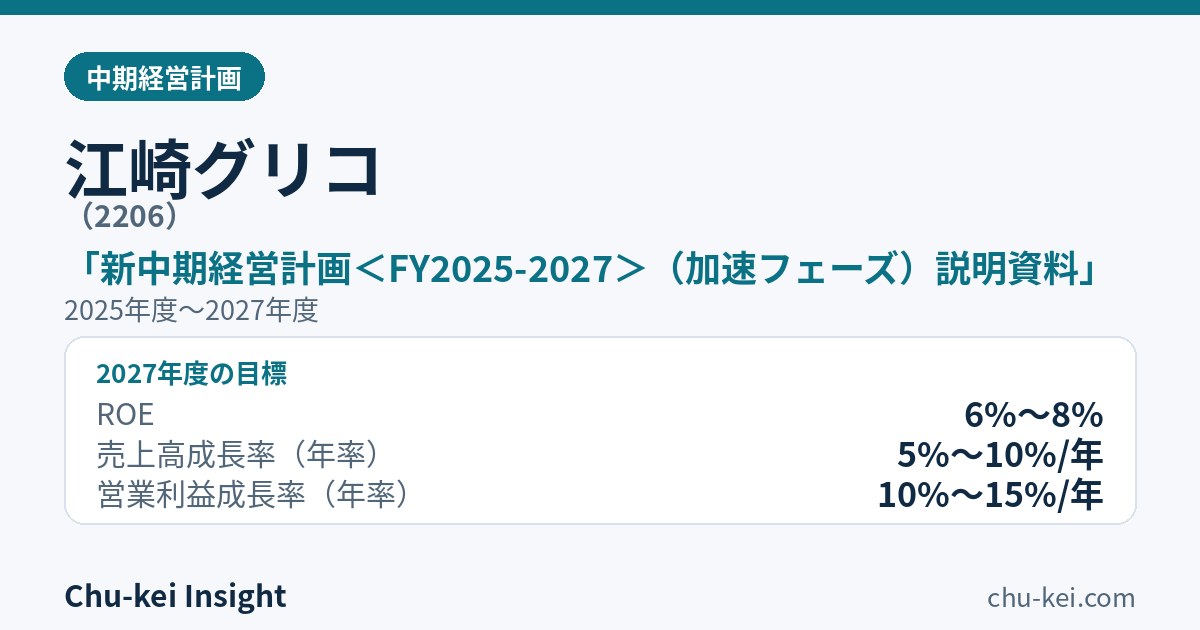 中期経営計画
江崎グリコ
（2206）
「新中期経営計画＜FY2025-2027＞（加速フェーズ）説明資料」
2025年度〜2027年度
2027年度の目標
ROE 6%〜8%
売上高成長率（年率） 5%〜10%/年
営業利益成長率（年率） 10%〜15%/年
Chu-kei Insight chu-kei.com